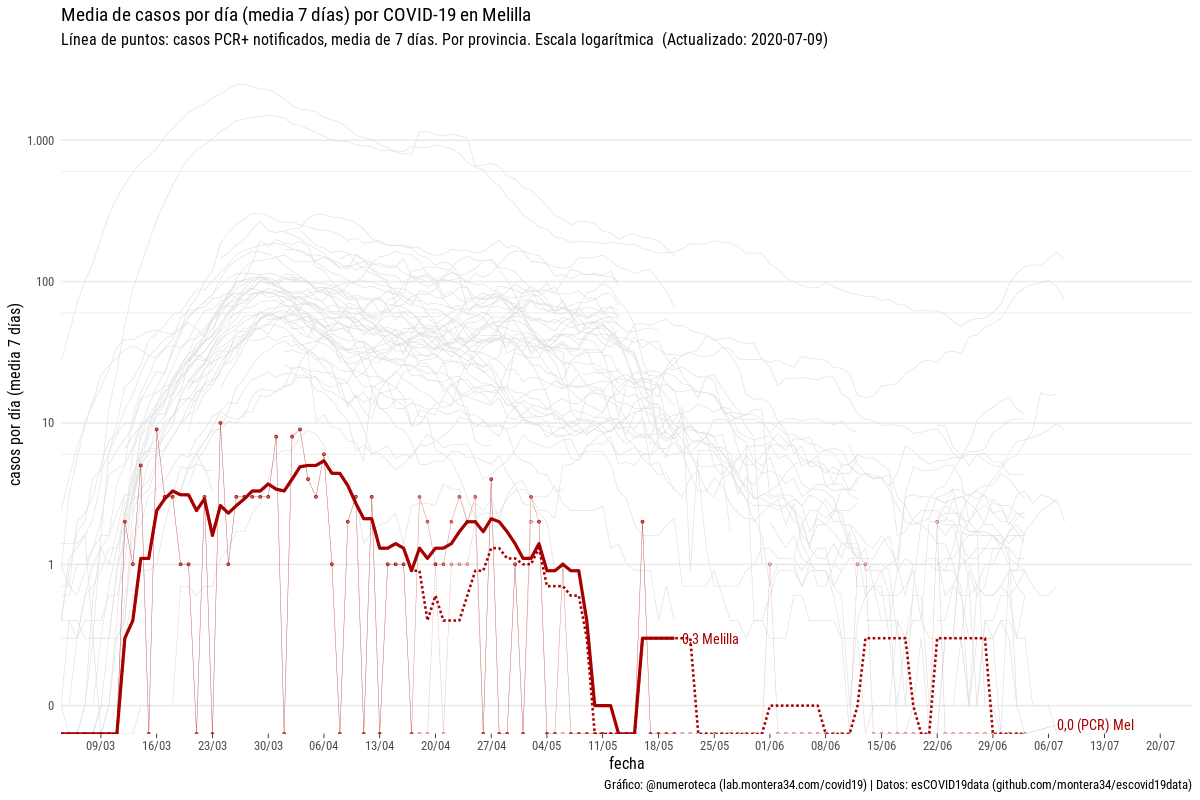 Media de casos por día (media 7 días) por COVID-19 en Melilla
Línea de puntos: casos PCR+ notificados, media de 7 días. Por provincia. Escala logarítmica (Actualizado: 2020-07-09)
casos por día (media 7 días)
1.000
100
10
1
0
0,3 Melilla
0,0 (PCR) Mel
09/03 16/03 23/03 30/03 06/04 13/04 20/04 27/04 04/05 11/05 18/05 25/05 01/06 08/06 15/06 22/06 29/06 06/07 13/07 20/07
fecha
Gráfico: @numeroteca (lab.montera34.com/covid19) | Datos: esCOVID19data (github.com/montera34/escovid19data)